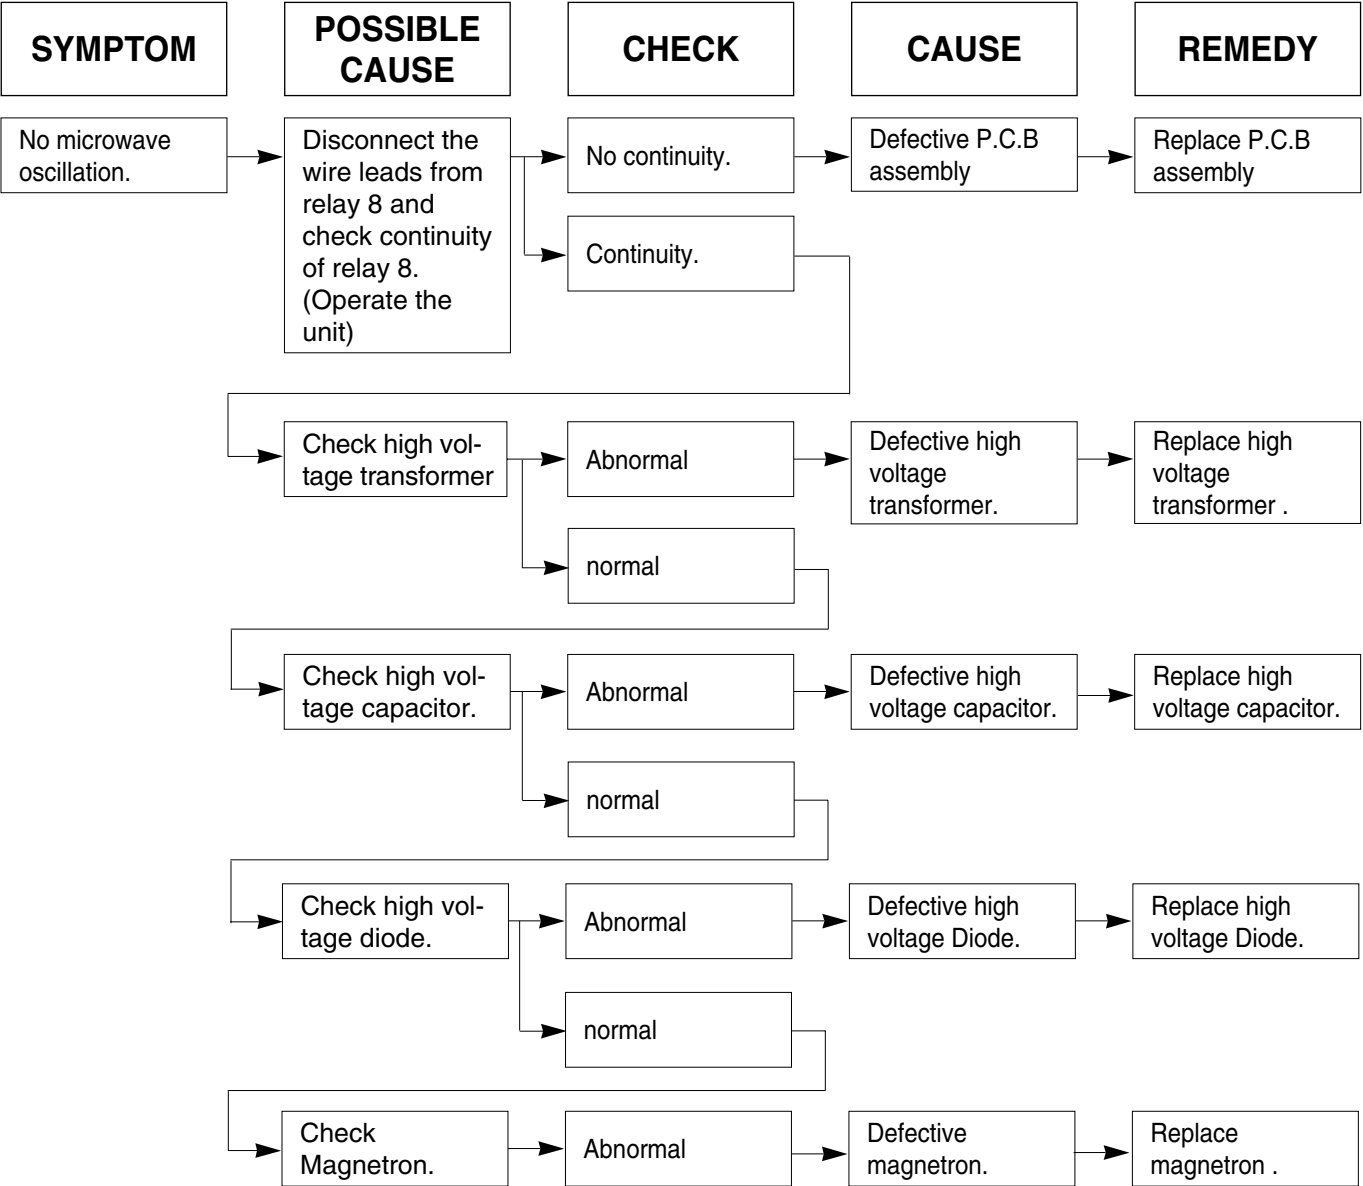 SYMPTOM
POSSIBLE
CAUSE
CHECK
CAUSE
REMEDY
No microwave
oscillation.
Disconnect the
wire leads from
relay 8 and
check continuity
of relay 8.
(Operate the
unit)
No continuity.
Defective P.C.B
assembly
Replace P.C.B
assembly
Continuity.
Check high vol-
tage transformer
Abnormal
Defective high
voltage
transformer.
Replace high
voltage
transformer .
normal
Check high vol-
tage capacitor.
Abnormal
Defective high
voltage capacitor.
Replace high
voltage capacitor.
normal
Check high vol-
tage diode.
Abnormal
Defective high
voltage Diode.
Replace high
voltage Diode.
normal
Check
Magnetron.
Abnormal
Defective
magnetron.
Replace
magnetron .